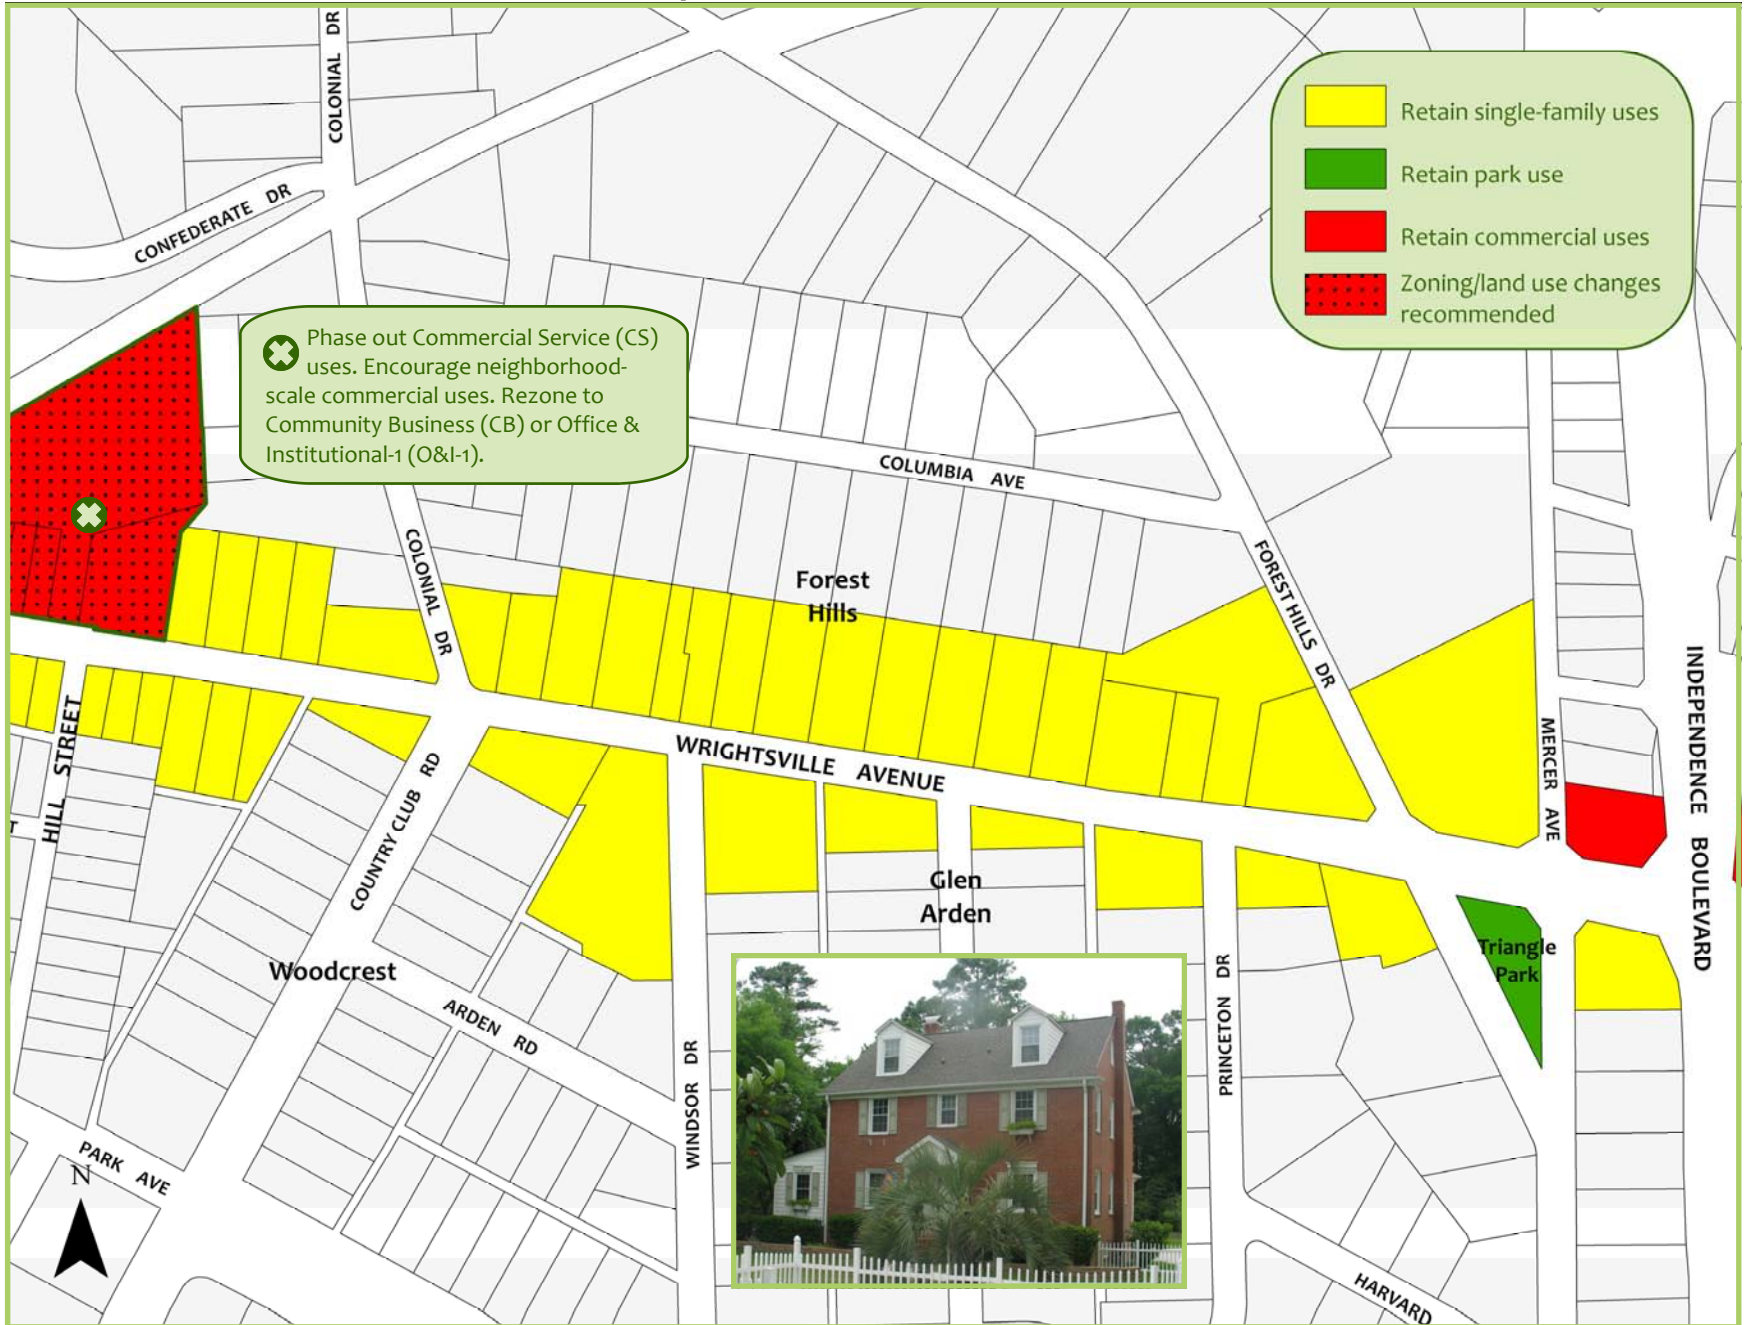 COLONIAL DR
CONFEDERATE DR
Retain single-family uses
Retain park use
Retain commercial uses
Zoning/land use changes
recommended
Phase out Commercial Service (CS)
uses. Encourage neighborhood-
scale commercial uses. Rezone to
Community Business (CB) or Office &
Institutional-1 (O&I-1).
COLUMBIA AVE
COLONIAL DR
Forest
Hills
FOREST HILLS DR
HILL STREET
WRIGHTSVILLE AVENUE
MERCER AVE
INDEPENDENCE BOULEVARD
COUNTRY CLUB RD
T
Glen
Arden
Woodcrest
Triangle
Park
ARDEN RD
WINDSOR DR
PRINCETON DR
PARK AVE
N
HARVARD